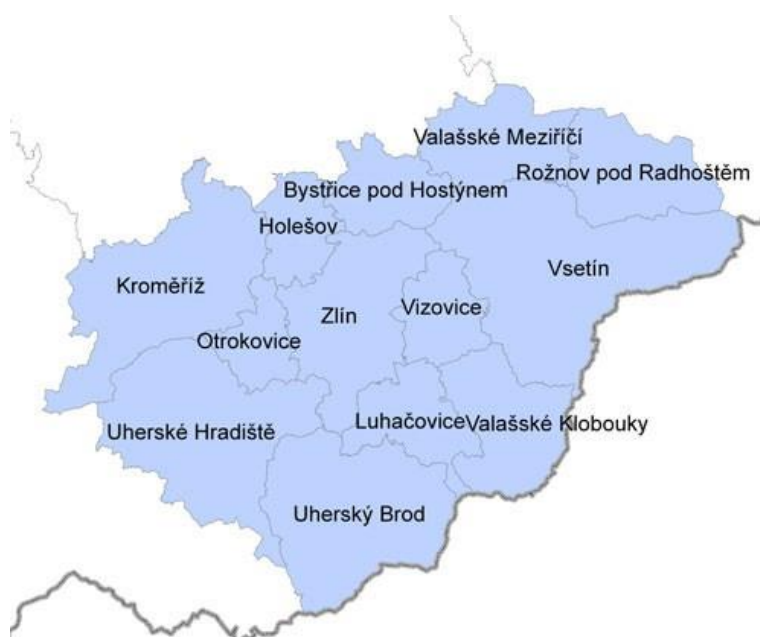 Valašské Meziříčí
Rožnov pod Radhoštěm
Bystřice pod Hostýnem
Holešov
Vsetín
Kroměříž
Vizovice
Zlín
Otrokovice
Luhačovice
Valašské Klobouky
Uherské Hradiště
Uherský Brod